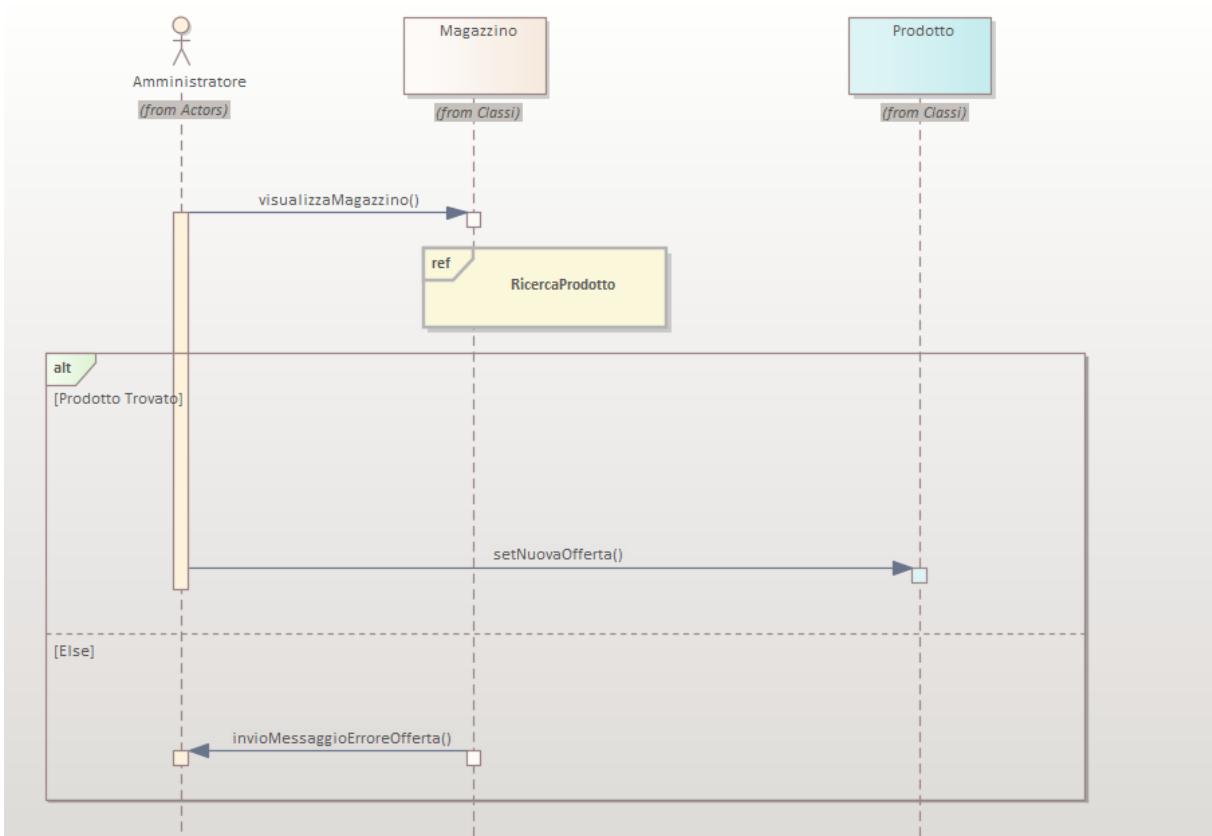 Magazzino
Prodotto
Amministratore
(from Actors)
(from Classi)
(from Classi)
visualizzaMagazzino()
ref
RicercaProdotto
alt
[Prodotto Trovato]
setNuovaOfferta()
[Else]
invioMessaggioErroreOfferta()